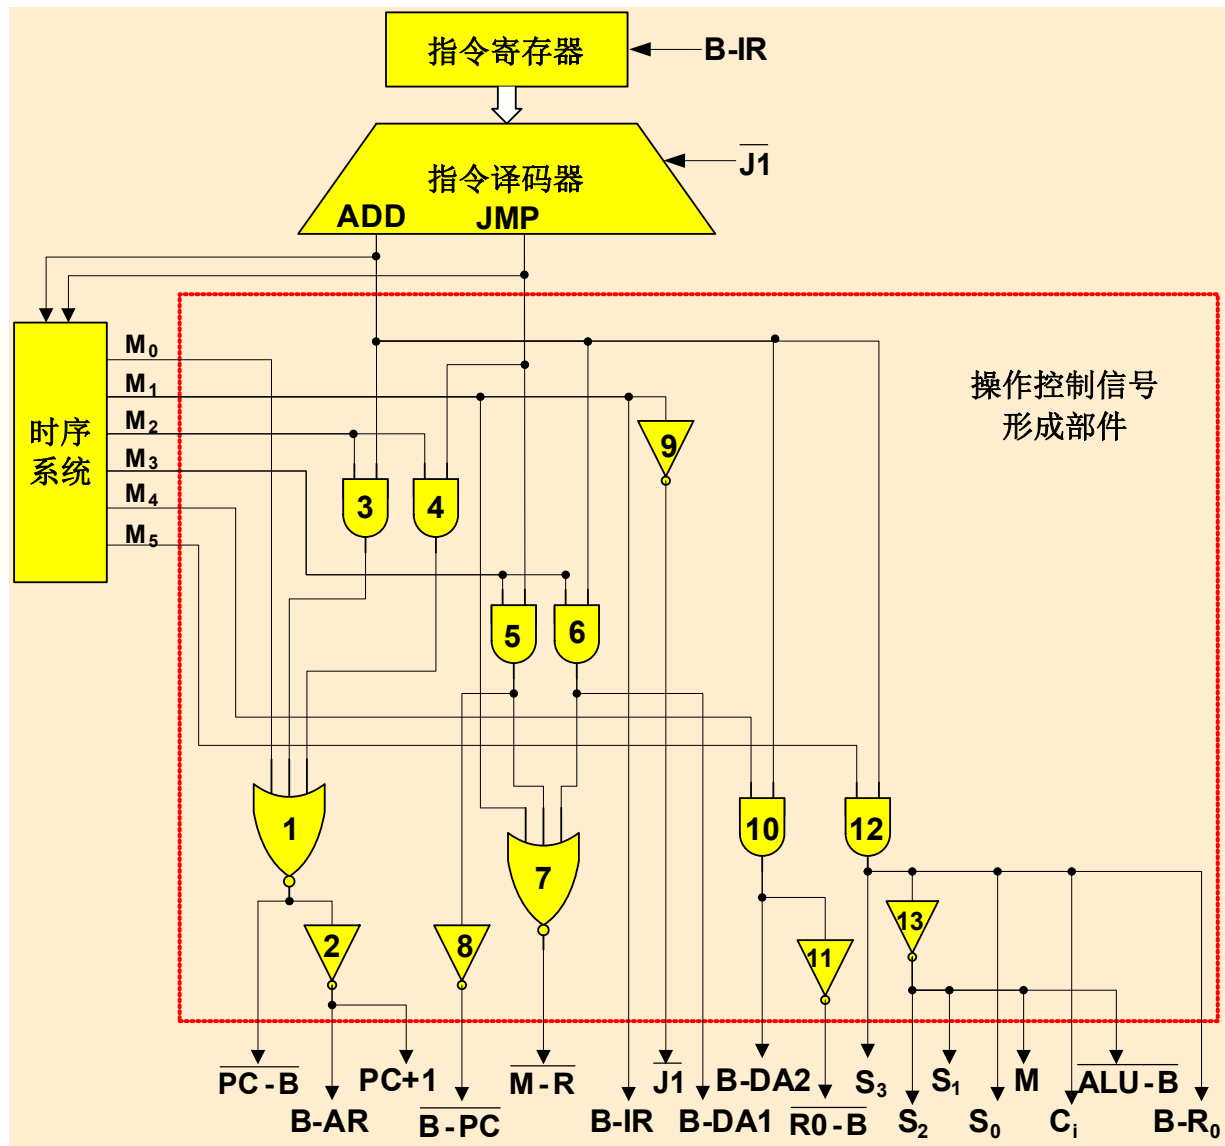 指令寄存器
B-IR
指令译码器
J1
ADD
JMP
M0
M1
M2
M3
M4
M5
时序
系统
操作控制信号
形成部件
9
3
4
5
6
10
12
1
7
13
2
8
11
PC-B
PC+1
M-R
J1
B-DA2
S3
S1
M
ALU-B
B-AR
B-PC
B-IR
B-DA1
R0-B
S2
S0
Ci
B-R0